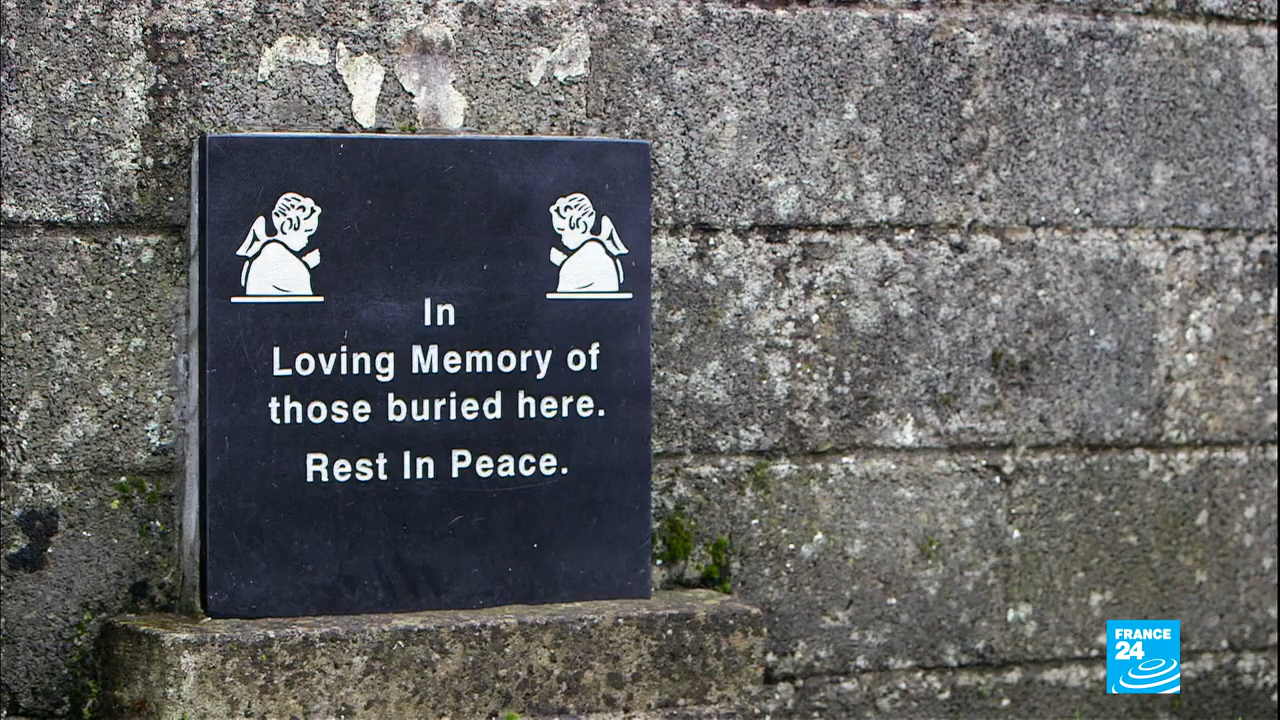 In
Loving Memory of
those buried here.
Rest In Peace.
FRANCE
24